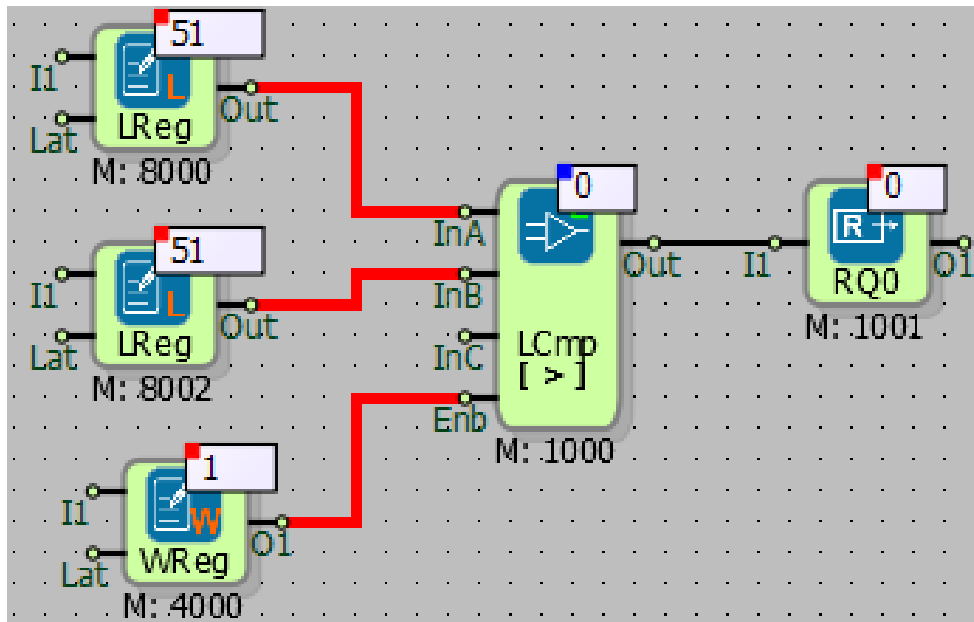 51
I1
L
Out
Lat
LReg
M: 8000
51
I1
L
Out
Lat
LReg
M: 8002
1
I1
W
O1
Lat
WReg
M: 4000
0
InA
InB
InC
Enb
Out
LCmp
[ > ]
M: 1000
0
I1
R
O1
RQ0
M: 1001